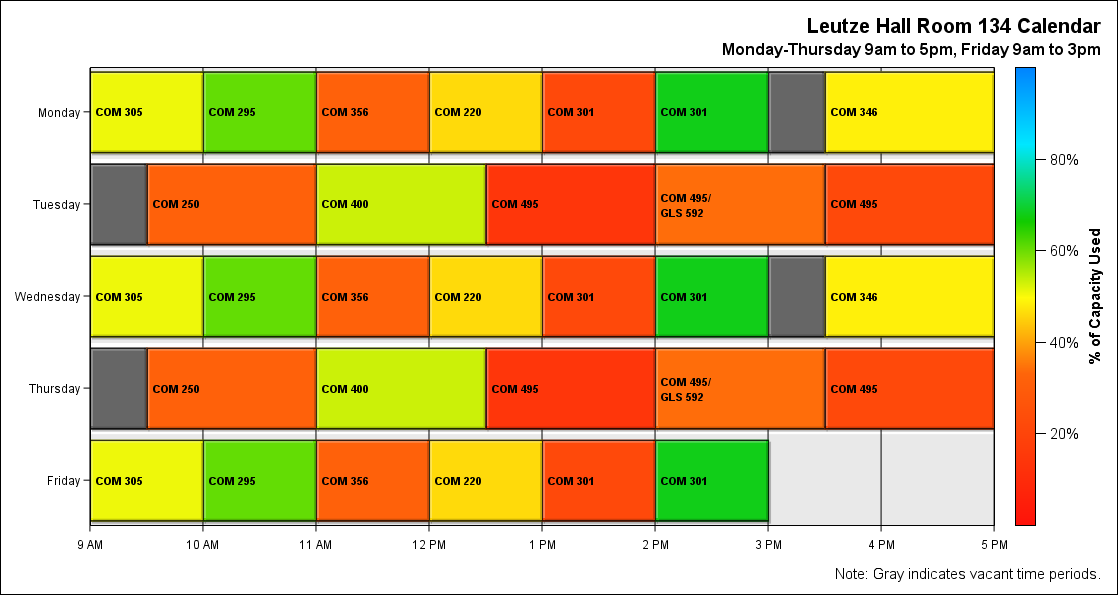 Leutze Hall Room 134 Calendar
Monday-Thursday 9am to 5pm, Friday 9am to 3pm
Monday
COM 305
COM 295
COM 356
COM 220
COM 301
COM 301
COM 346
Tuesday
COM 250
COM 400
COM 495
COM 495/
GLS 592
COM 495
Wednesday
COM 305
COM 295
COM 356
COM 220
COM 301
COM 301
COM 346
Thursday
COM 250
COM 400
COM 495
COM 495/
GLS 592
COM 495
Friday
COM 305
COM 295
COM 356
COM 220
COM 301
COM 301
9 AM
10 AM
11 AM
12 PM
1 PM
2 PM
3 PM
4 PM
5 PM
80%
60%
40%
20%
% of Capacity Used
Note: Gray indicates vacant time periods.